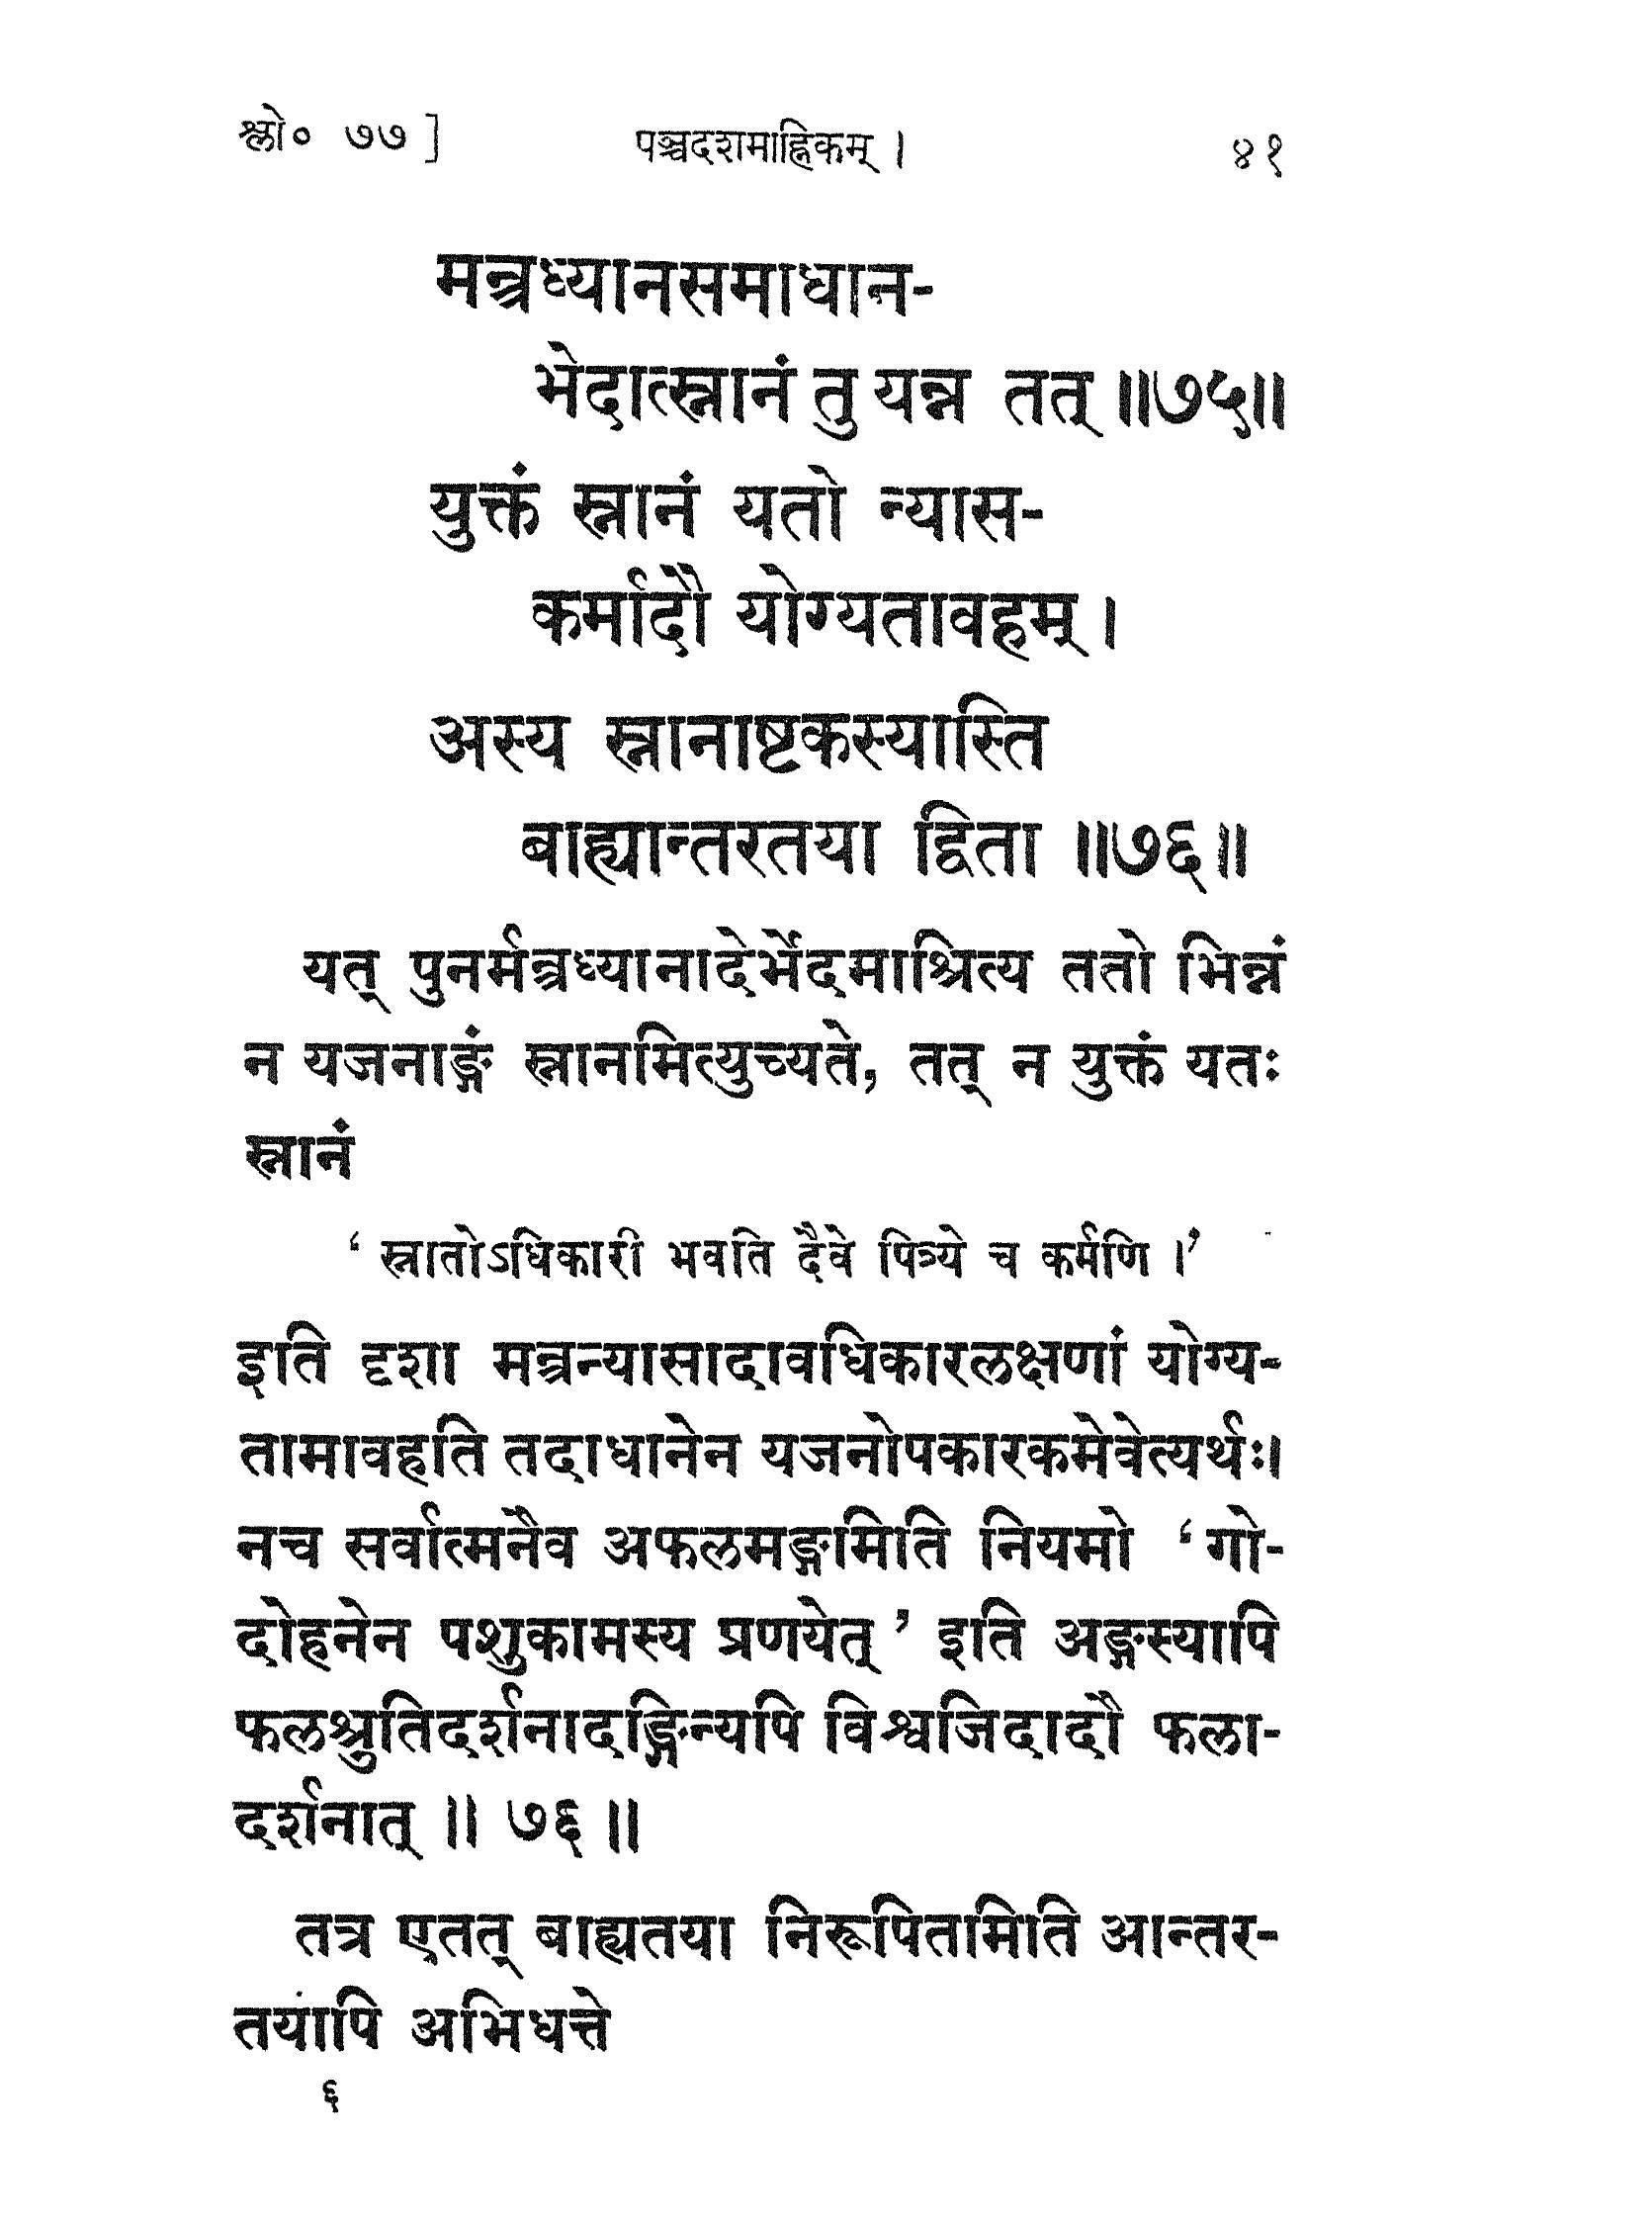 श्लो० ७७ ] पञ्चदशमाह्निकम् । ४१
मन्त्रध्यानसमाधान-
भेदात्स्नानं तु यन्न तत् ॥७५॥
युक्तं स्नानं यतो न्यास-
कर्मादौ योग्यतावहम् ।
अस्य स्नानाष्टकस्यास्ति
बाह्यान्तरतया द्विता ॥७६॥
यत् पुनर्मन्त्रध्यानादेर्भेदमाश्रित्य ततो भिन्नं
न यजनाङ्गं स्नानमित्युच्यते, तत् न युक्तं यतः
स्नानं
‘ स्नातोऽधिकारी भवति दैवे पित्र्ये च कर्मणि ।’
इति दृशा मन्त्रन्यासादावधिकारलक्षणां योग्य-
तामावहति तदाधानेन यजनोपकारकमेवेत्यर्थः।
नच सर्वात्मनैव अफलमङ्गमिति नियमो ‘ गो-
दोहनेन पशुकामस्य प्रणयेत् ’ इति अङ्गस्यापि
फलश्रुतिदर्शनादङ्गिन्यपि विश्वजिदादौ फला-
दर्शनात् ॥ ७६ ॥
तत्र एतत् बाह्यतया निरूपितमिति आन्तर-
तयापि अभिधत्ते
६